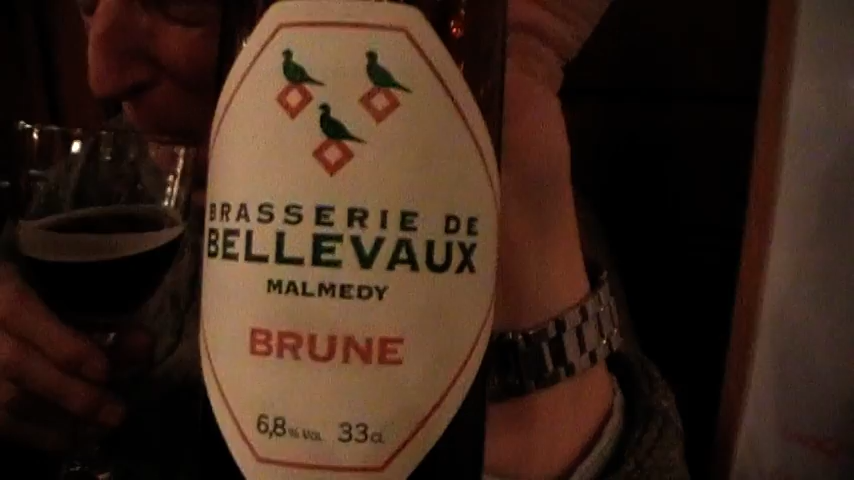 BRASSERIE DE
BELLEVAUX
MALMEDY
BRUNE
6,8% VOL 33CL